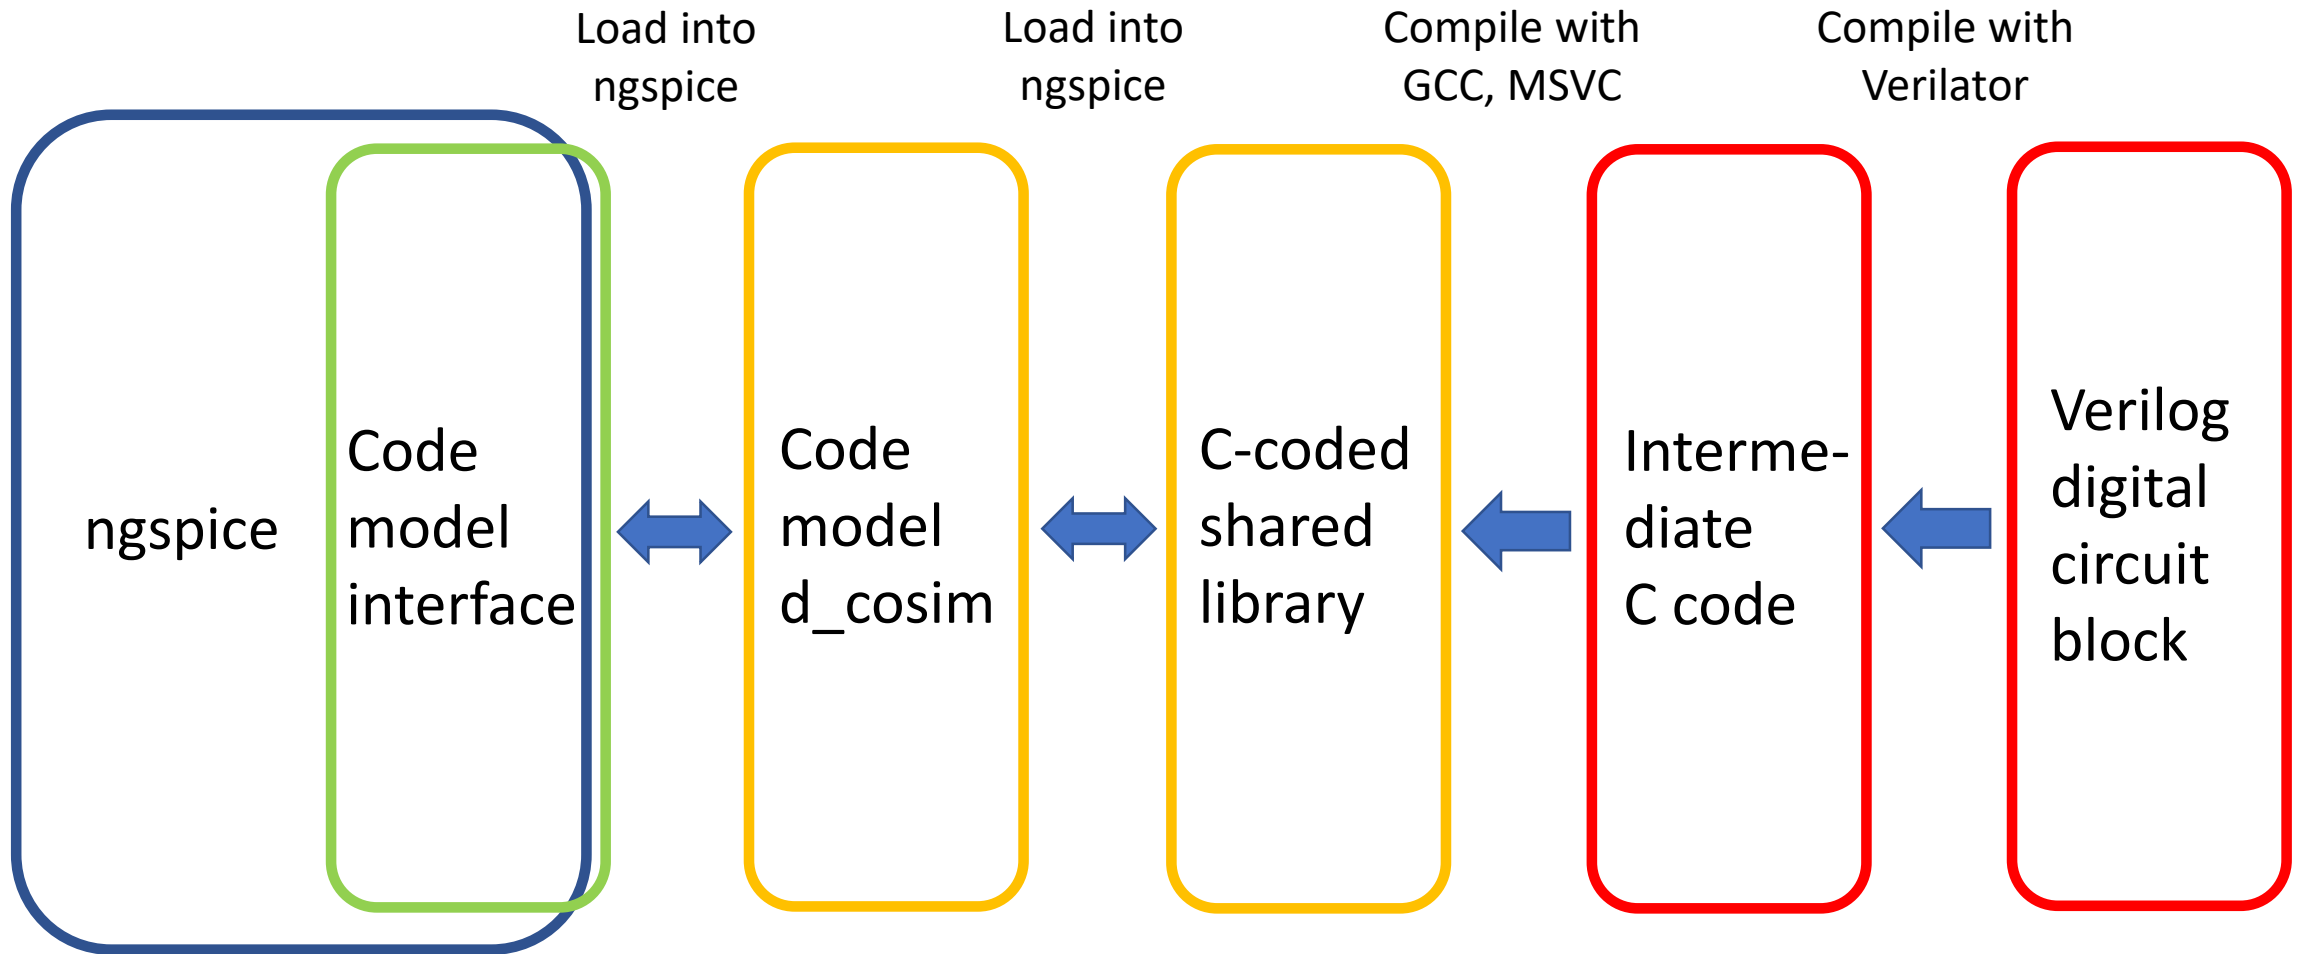 Load into
ngspice
Load into
ngspice
Compile with
GCC, MSVC
Compile with
Verilator
ngspice
Code
model
interface
Code
model
d_cosim
C-coded
shared
library
Interme-
diate
C code
Verilog
digital
circuit
block